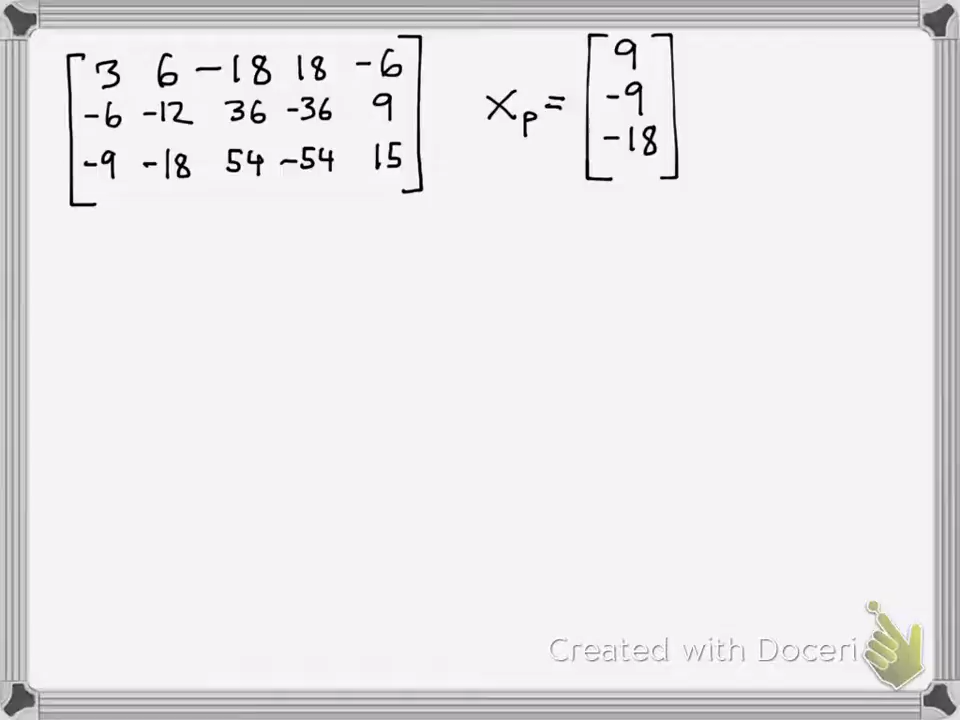 3 6 -18 18 -6
-6 -12 36 -36 9
-9 -18 54 -54 15
Xp = 9
-9
-18
Created with Doceri